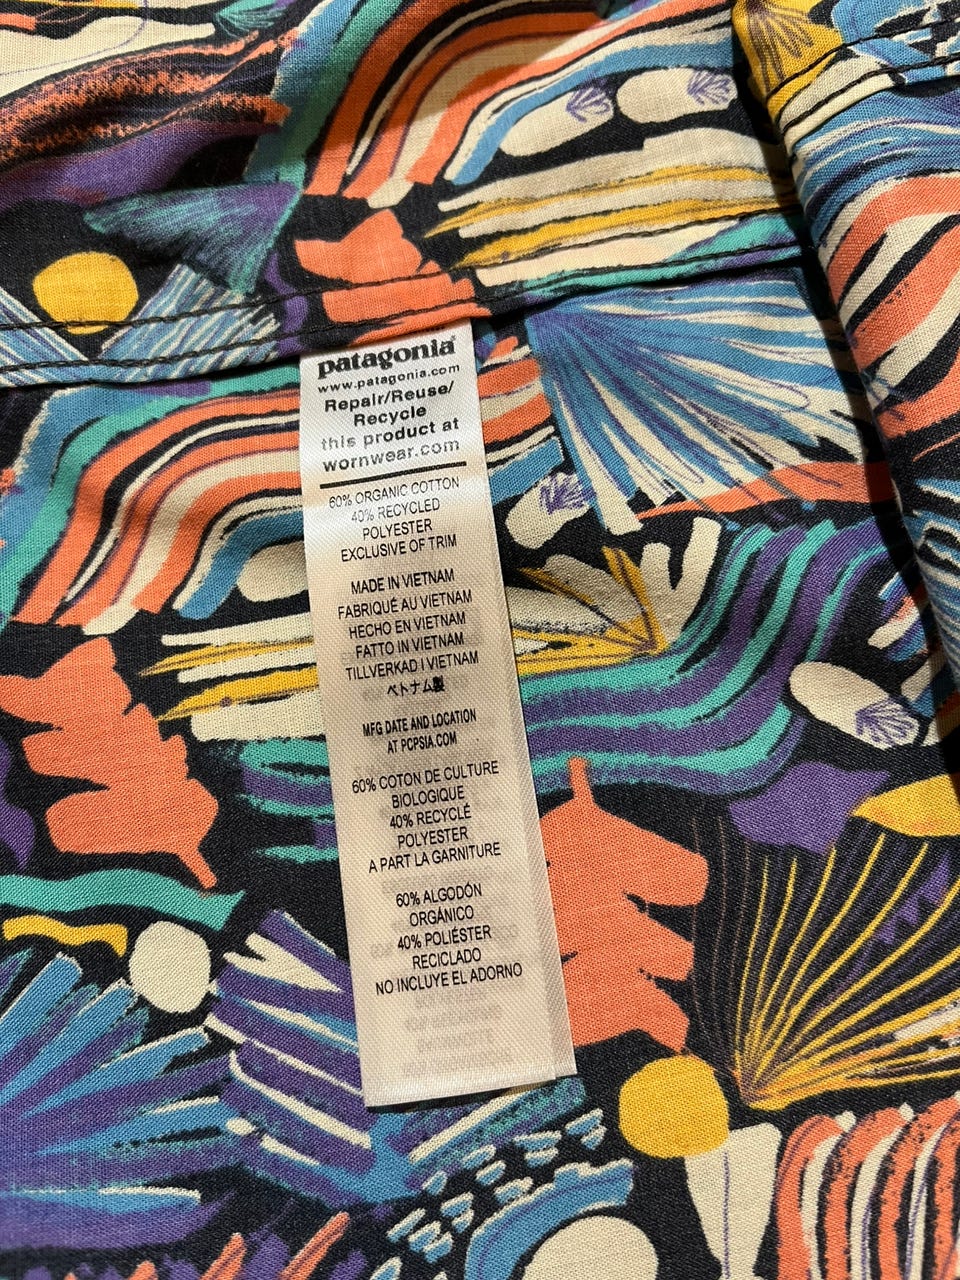 patagonia
www.patagonia.com
Repair/Reuse/
Recycle
this product at
wornwear.com
60% ORGANIC COTTON
40% RECYCLED
POLYESTER
EXCLUSIVE OF TRIM
MADE IN VIETNAM
FABRIQUÉ AU VIETNAM
HECHO EN VIETNAM
FATTO IN VIETNAM
TILLVERKAD I VIETNAM
ベトナム製
MFG DATE AND LOCATION
AT PCPSIA.COM
60% COTON DE CULTURE
BIOLOGIQUE
40% RECYCLÉ
POLYESTER
A PART LA GARNITURE
60% ALGODÓN
ORGÁNICO
40% POLIÉSTER
RECICLADO
NO INCLUYE EL ADORNO